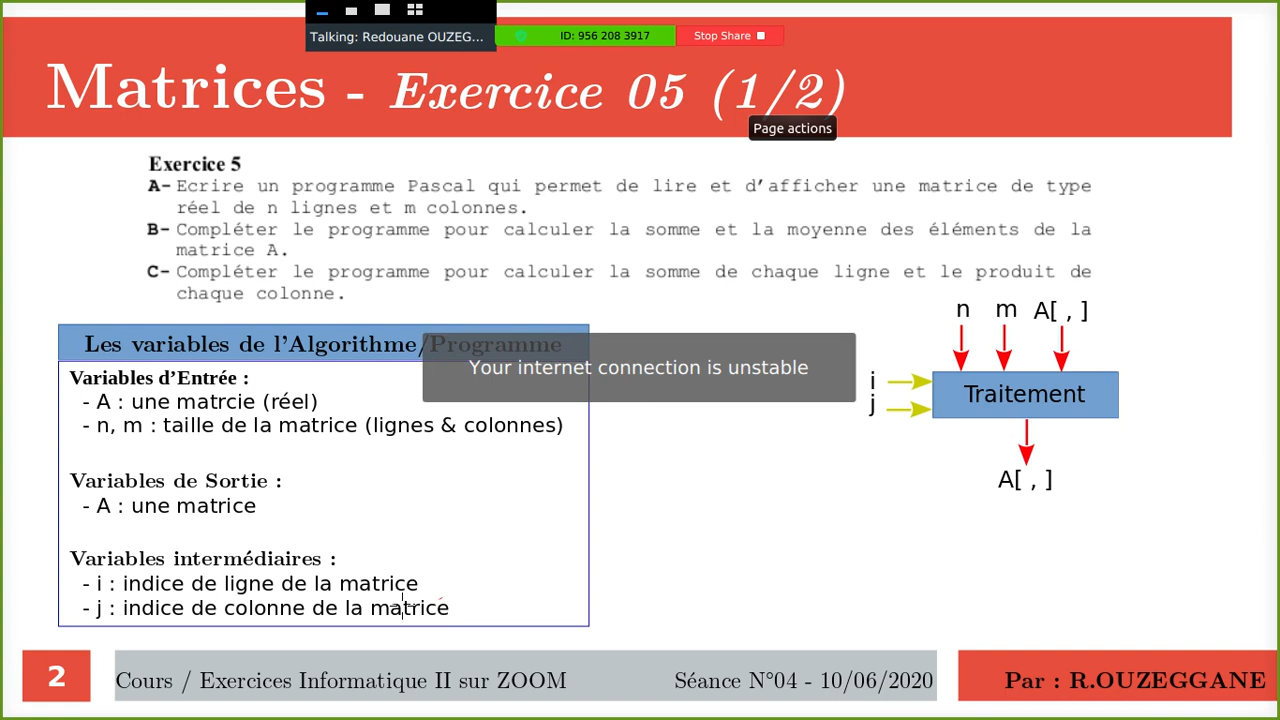 Talking: Redouane OUZEG...
ID: 956 208 3917
Stop Share
Matrices - Exercice 05 (1/2)
Page actions
Exercice 5
A- Ecrire un programme Pascal qui permet de lire et d'afficher une matrice de type
réel de n lignes et m colonnes.
B- Compléter le programme pour calculer la somme et la moyenne des éléments de la
matrice A.
C- Compléter le programme pour calculer la somme de chaque ligne et le produit de
chaque colonne.
Les variables de l'Algorithme/Programme
Your internet connection is unstable
Variables d'Entrée :
- A : une matrcie (réel)
- n, m : taille de la matrice (lignes & colonnes)
Variables de Sortie :
- A : une matrice
Variables intermédiaires :
- i : indice de ligne de la matrice
- j : indice de colonne de la matrice
n m A[ , ]
i
j
Traitement
A[ , ]
2
Cours / Exercices Informatique II sur ZOOM
Séance N°04 - 10/06/2020
Par : R.OUZEGGANE